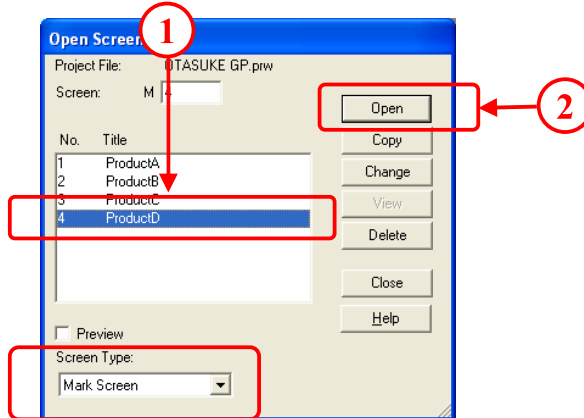 Open Screen
1
Project File: OTASUKE GP.prw
Screen: M 4
Open
2
No. Title
Copy
1 ProductA
Change
2 ProductB
3 ProductC
View
4 ProductD
Delete
Close
Help
Preview
Screen Type:
Mark Screen